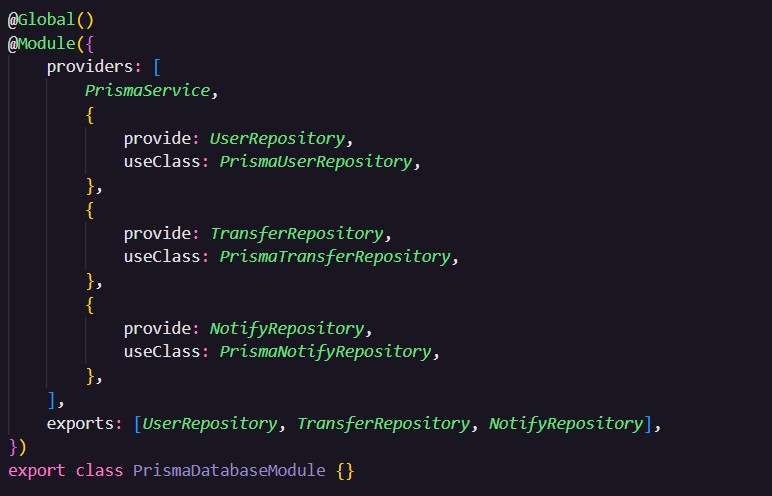 @Global()
@Module({
    providers: [
        PrismaService,
        {
            provide: UserRepository,
            useClass: PrismaUserRepository,
        },
        {
            provide: TransferRepository,
            useClass: PrismaTransferRepository,
        },
        {
            provide: NotifyRepository,
            useClass: PrismaNotifyRepository,
        },
    ],
    exports: [UserRepository, TransferRepository, NotifyRepository],
})
export class PrismaDatabaseModule {}